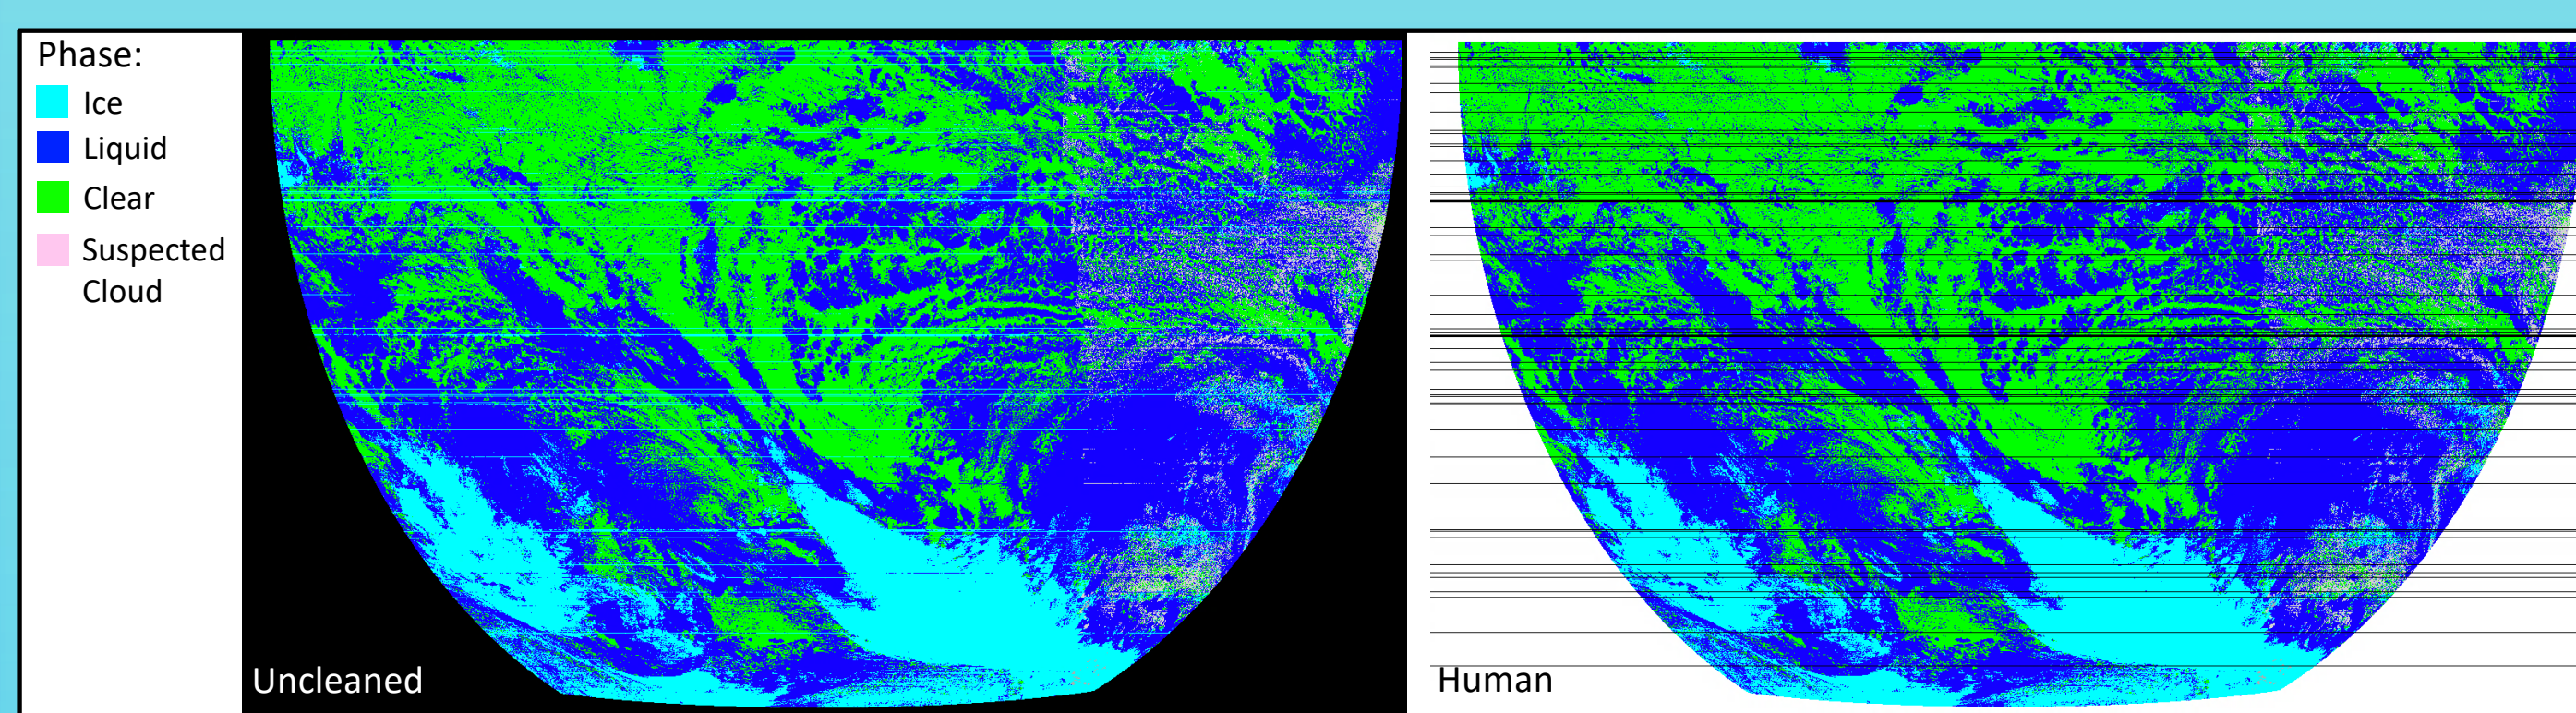 Phase:
Ice
Liquid
Clear
Suspected
Cloud
Uncleaned
Human